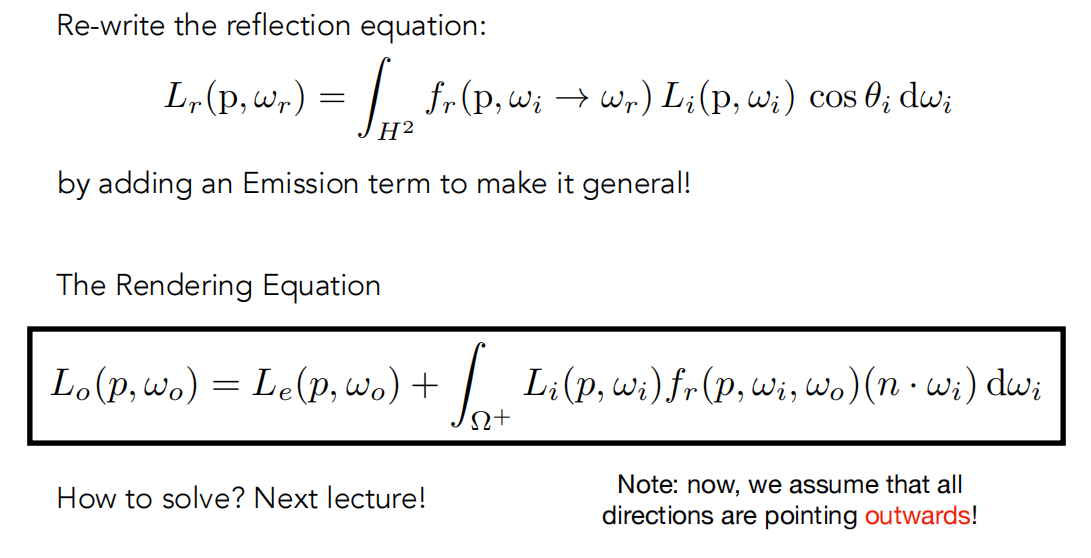 Re-write the reflection equation:
$L_r(\mathrm{p}, \omega_r) = \int_{H^2} f_r(\mathrm{p}, \omega_i \to \omega_r) \, L_i(\mathrm{p}, \omega_i) \, \cos\theta_i \, \mathrm{d}\omega_i$
by adding an Emission term to make it general!
The Rendering Equation
$L_o(p, \omega_o) = L_e(p, \omega_o) + \int_{\Omega^+} L_i(p, \omega_i) f_r(p, \omega_i, \omega_o) (n \cdot \omega_i) \, \mathrm{d}\omega_i$
How to solve? Next lecture!
Note: now, we assume that all
directions are pointing outwards!